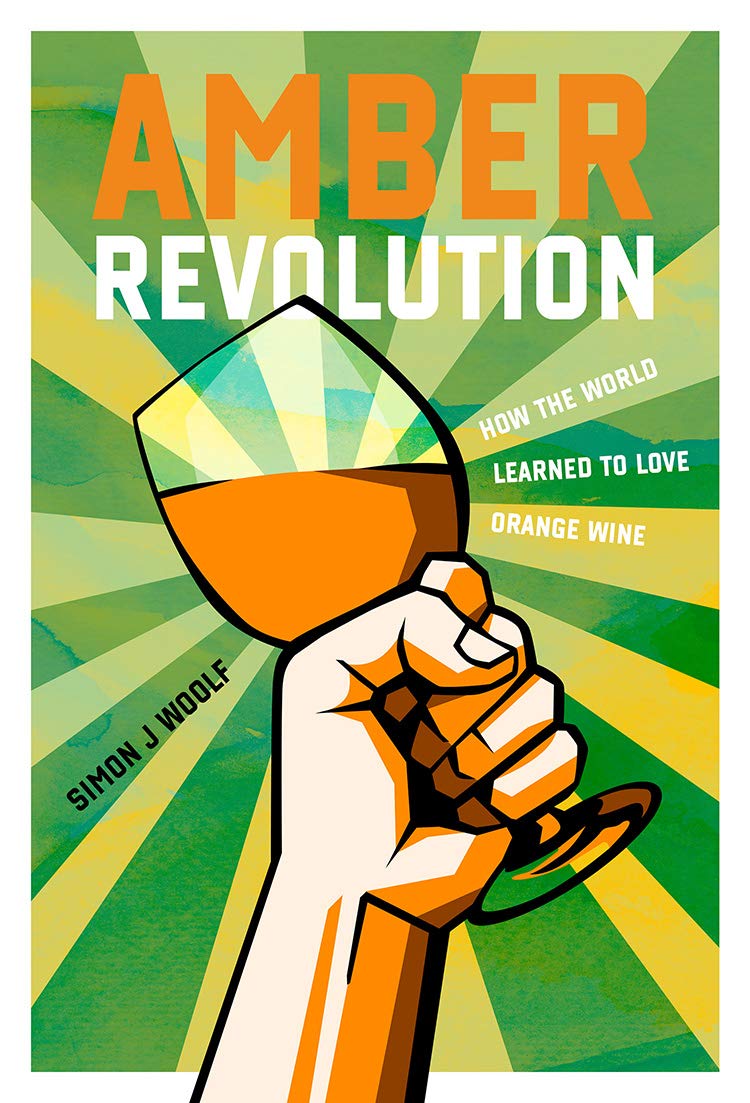 AMBER
REVOLUTION
HOW THE WORLD
LEARNED TO LOVE
ORANGE WINE
SIMON J WOOLF